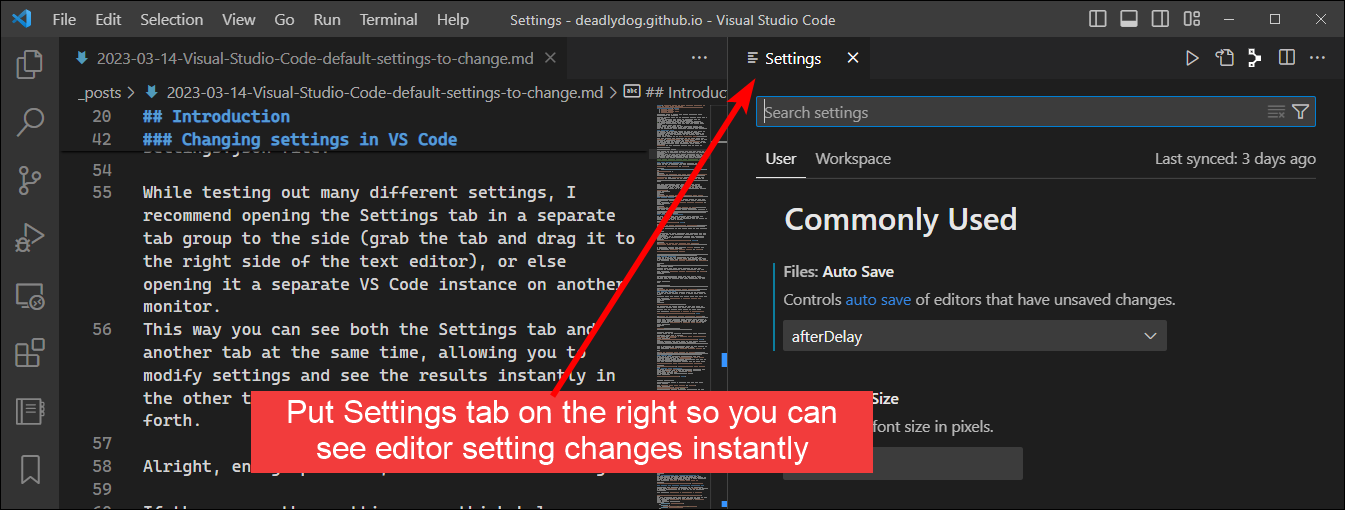 File Edit Selection View Go Run Terminal Help Settings - deadlydog.github.io - Visual Studio Code
2023-03-14-Visual-Studio-Code-default-settings-to-change.md
_posts > 2023-03-14-Visual-Studio-Code-default-settings-to-change.md > ## Introduc
20 ## Introduction
42 ### Changing settings in VS Code
54
55 While testing out many different settings, I
recommend opening the Settings tab in a separate
tab group to the side (grab the tab and drag it to
the right side of the text editor), or else
opening it a separate VS Code instance on another
monitor.
56 This way you can see both the Settings tab and
another tab at the same time, allowing you to
modify settings and see the results instantly in
the other t
forth.
57
58 Alright,
59
Settings
Search settings
User Workspace Last synced: 3 days ago
Commonly Used
Files: Auto Save
Controls auto save of editors that have unsaved changes.
afterDelay
Size
font size in pixels.
Put Settings tab on the right so you can
see editor setting changes instantly